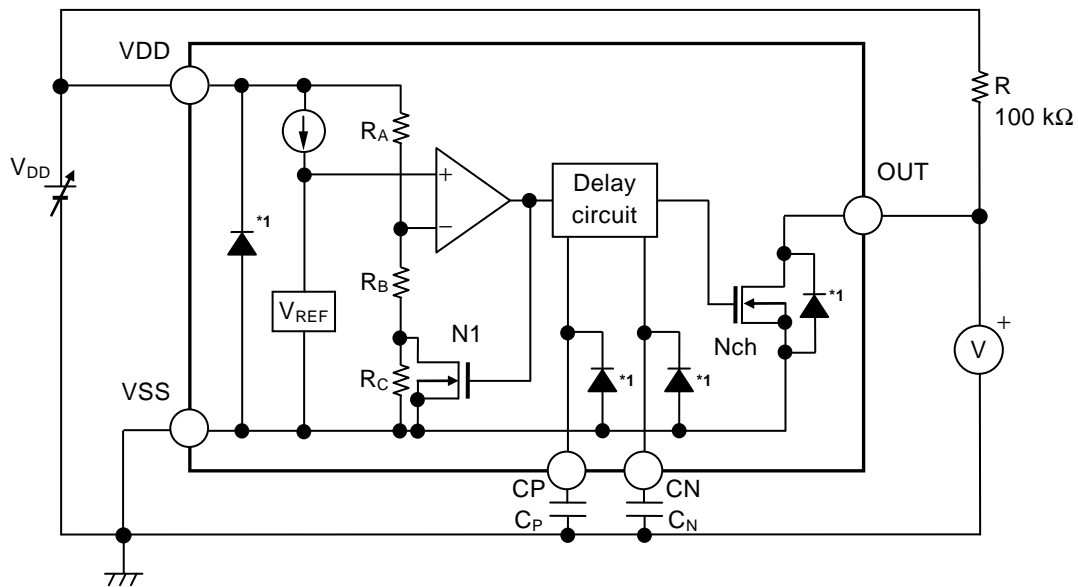 VDD
R
100 kΩ
RA
VDD
OUT
+
−
Delay
circuit
*1
*1
RB
VREF
N1
Nch
+
V
VSS
RC
*1
*1
CP
CN
CP
CN